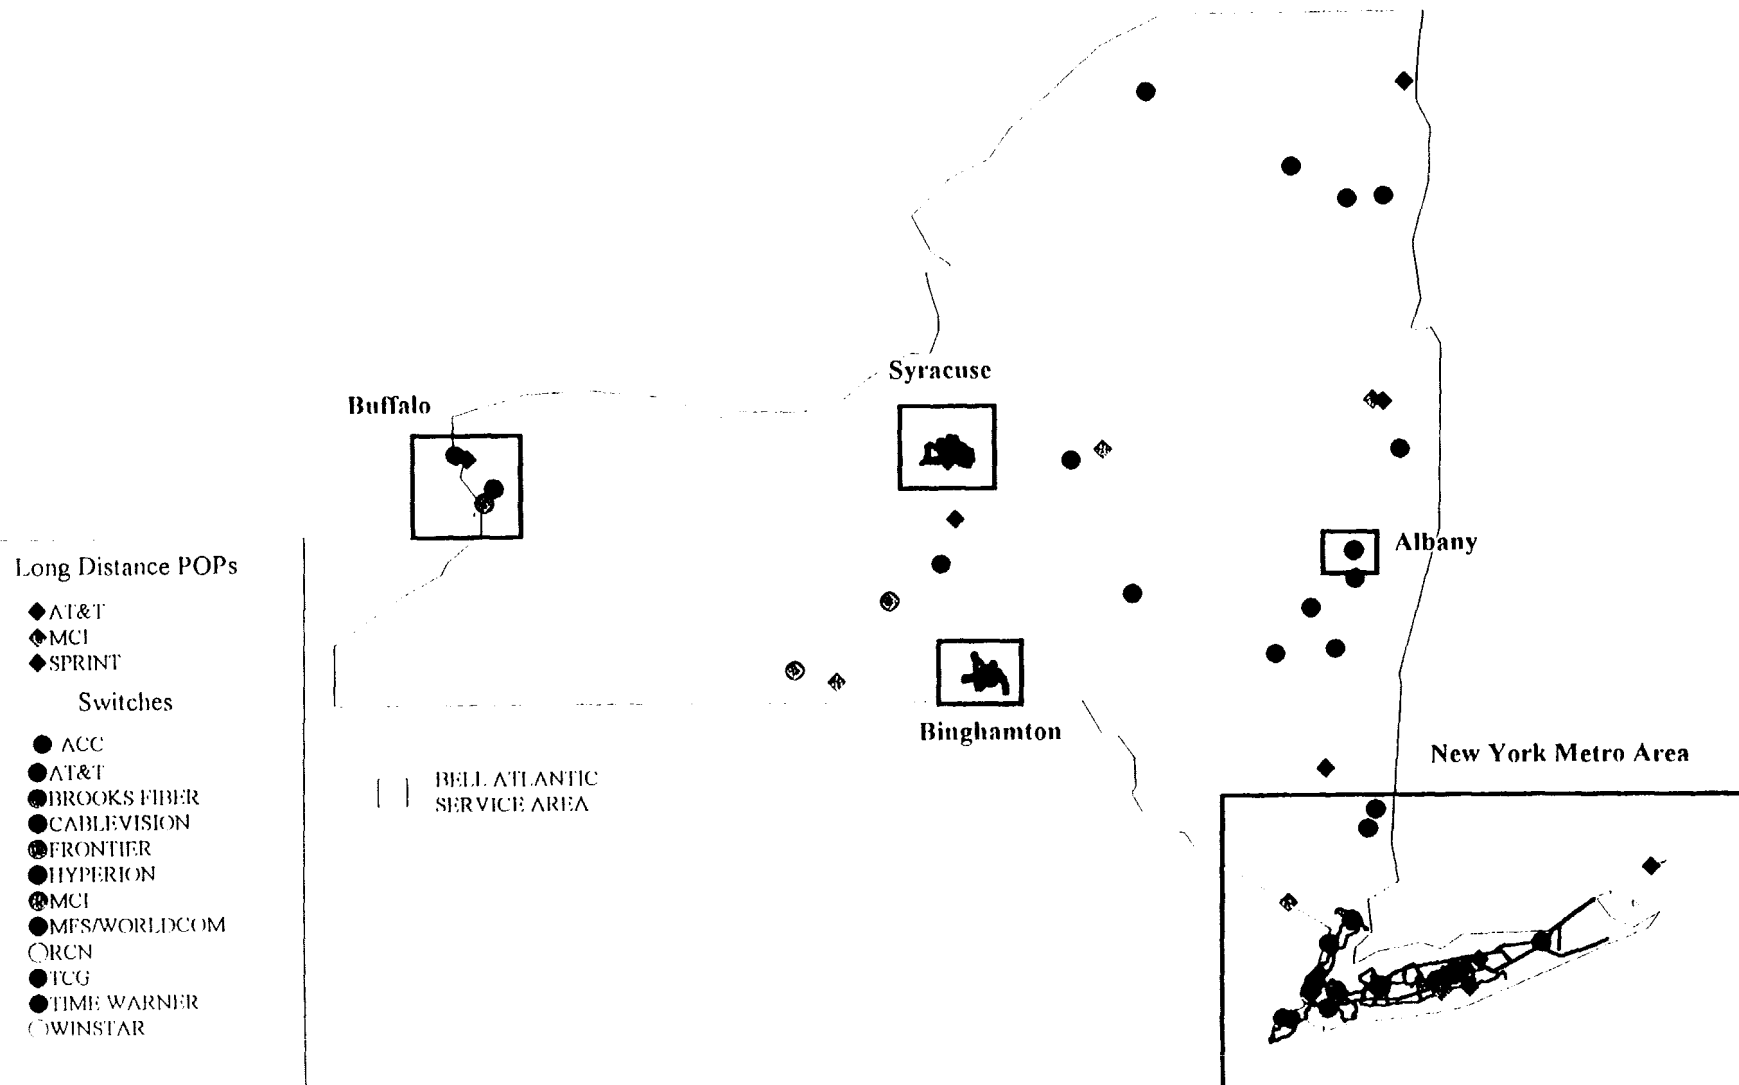 Syracuse
Buffalo
Albany
Binghamton
New York Metro Area
Long Distance POPs
AT&T
MCI
SPRINT
Switches
ACC
AT&T
BROOKS FIBER
CABLEVISION
FRONTIER
HYPERION
MCI
MFS/WORLDCOM
RCN
TCG
TIME WARNER
WINSTAR
BELL ATLANTIC
SERVICE AREA